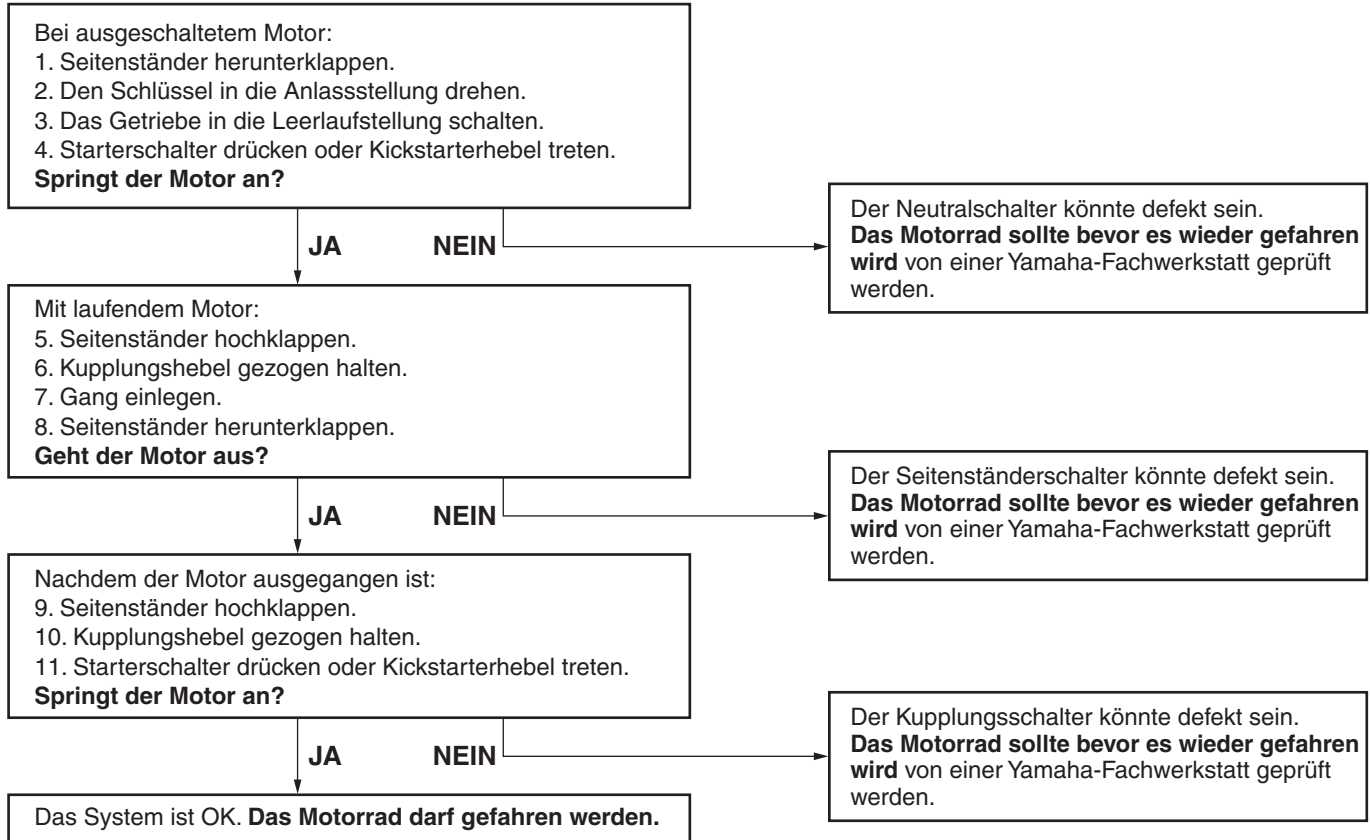 Bei ausgeschaltetem Motor:
1. Seitenständer herunterklappen.
2. Den Schlüssel in die Anlassstellung drehen.
3. Das Getriebe in die Leerlaufstellung schalten.
4. Starterschalter drücken oder Kickstarterhebel treten.
Springt der Motor an?
JA NEIN
Der Neutralschalter könnte defekt sein.
Das Motorrad sollte bevor es wieder gefahren
wird von einer Yamaha-Fachwerkstatt geprüft
werden.
Mit laufendem Motor:
5. Seitenständer hochklappen.
6. Kupplungshebel gezogen halten.
7. Gang einlegen.
8. Seitenständer herunterklappen.
Geht der Motor aus?
JA NEIN
Der Seitenständerschalter könnte defekt sein.
Das Motorrad sollte bevor es wieder gefahren
wird von einer Yamaha-Fachwerkstatt geprüft
werden.
Nachdem der Motor ausgegangen ist:
9. Seitenständer hochklappen.
10. Kupplungshebel gezogen halten.
11. Starterschalter drücken oder Kickstarterhebel treten.
Springt der Motor an?
JA NEIN
Der Kupplungsschalter könnte defekt sein.
Das Motorrad sollte bevor es wieder gefahren
wird von einer Yamaha-Fachwerkstatt geprüft
werden.
Das System ist OK. Das Motorrad darf gefahren werden.